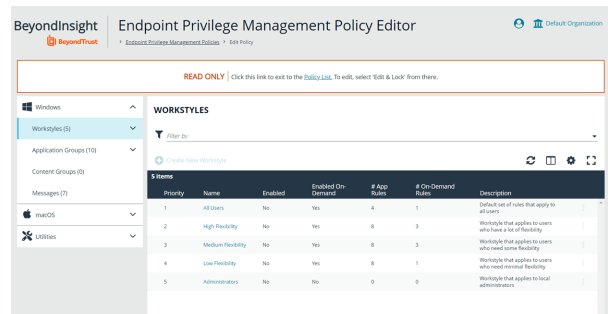 BeyondInsight
BeyondTrust
Endpoint Privilege Management Policy Editor
Endpoint Privilege Management Policies > Edit Policy
Default Organization
READ ONLY | Click this link to exit to the Policy List. To edit, select 'Edit & Lock' from there.
Windows
Workstyles (5)
Application Groups (10)
Content Groups (0)
Messages (7)
macOS
Utilities
WORKSTYLES
Filter by
Create New Workstyle
5 items
Priority Name Enabled Enabled On-Demand # App Rules # On-Demand Rules Description
1 All Users No Yes 4 1 Default set of rules that apply to all users
2 High Flexibility No Yes 8 3 Workstyle that applies to users who have a lot of flexibility
3 Medium Flexibility No Yes 8 3 Workstyle that applies to users who need some flexibility
4 Low Flexibility No Yes 8 1 Workstyle that applies to users who need minimal flexibility
5 Administrators No No 0 0 Workstyle that applies to local administrators